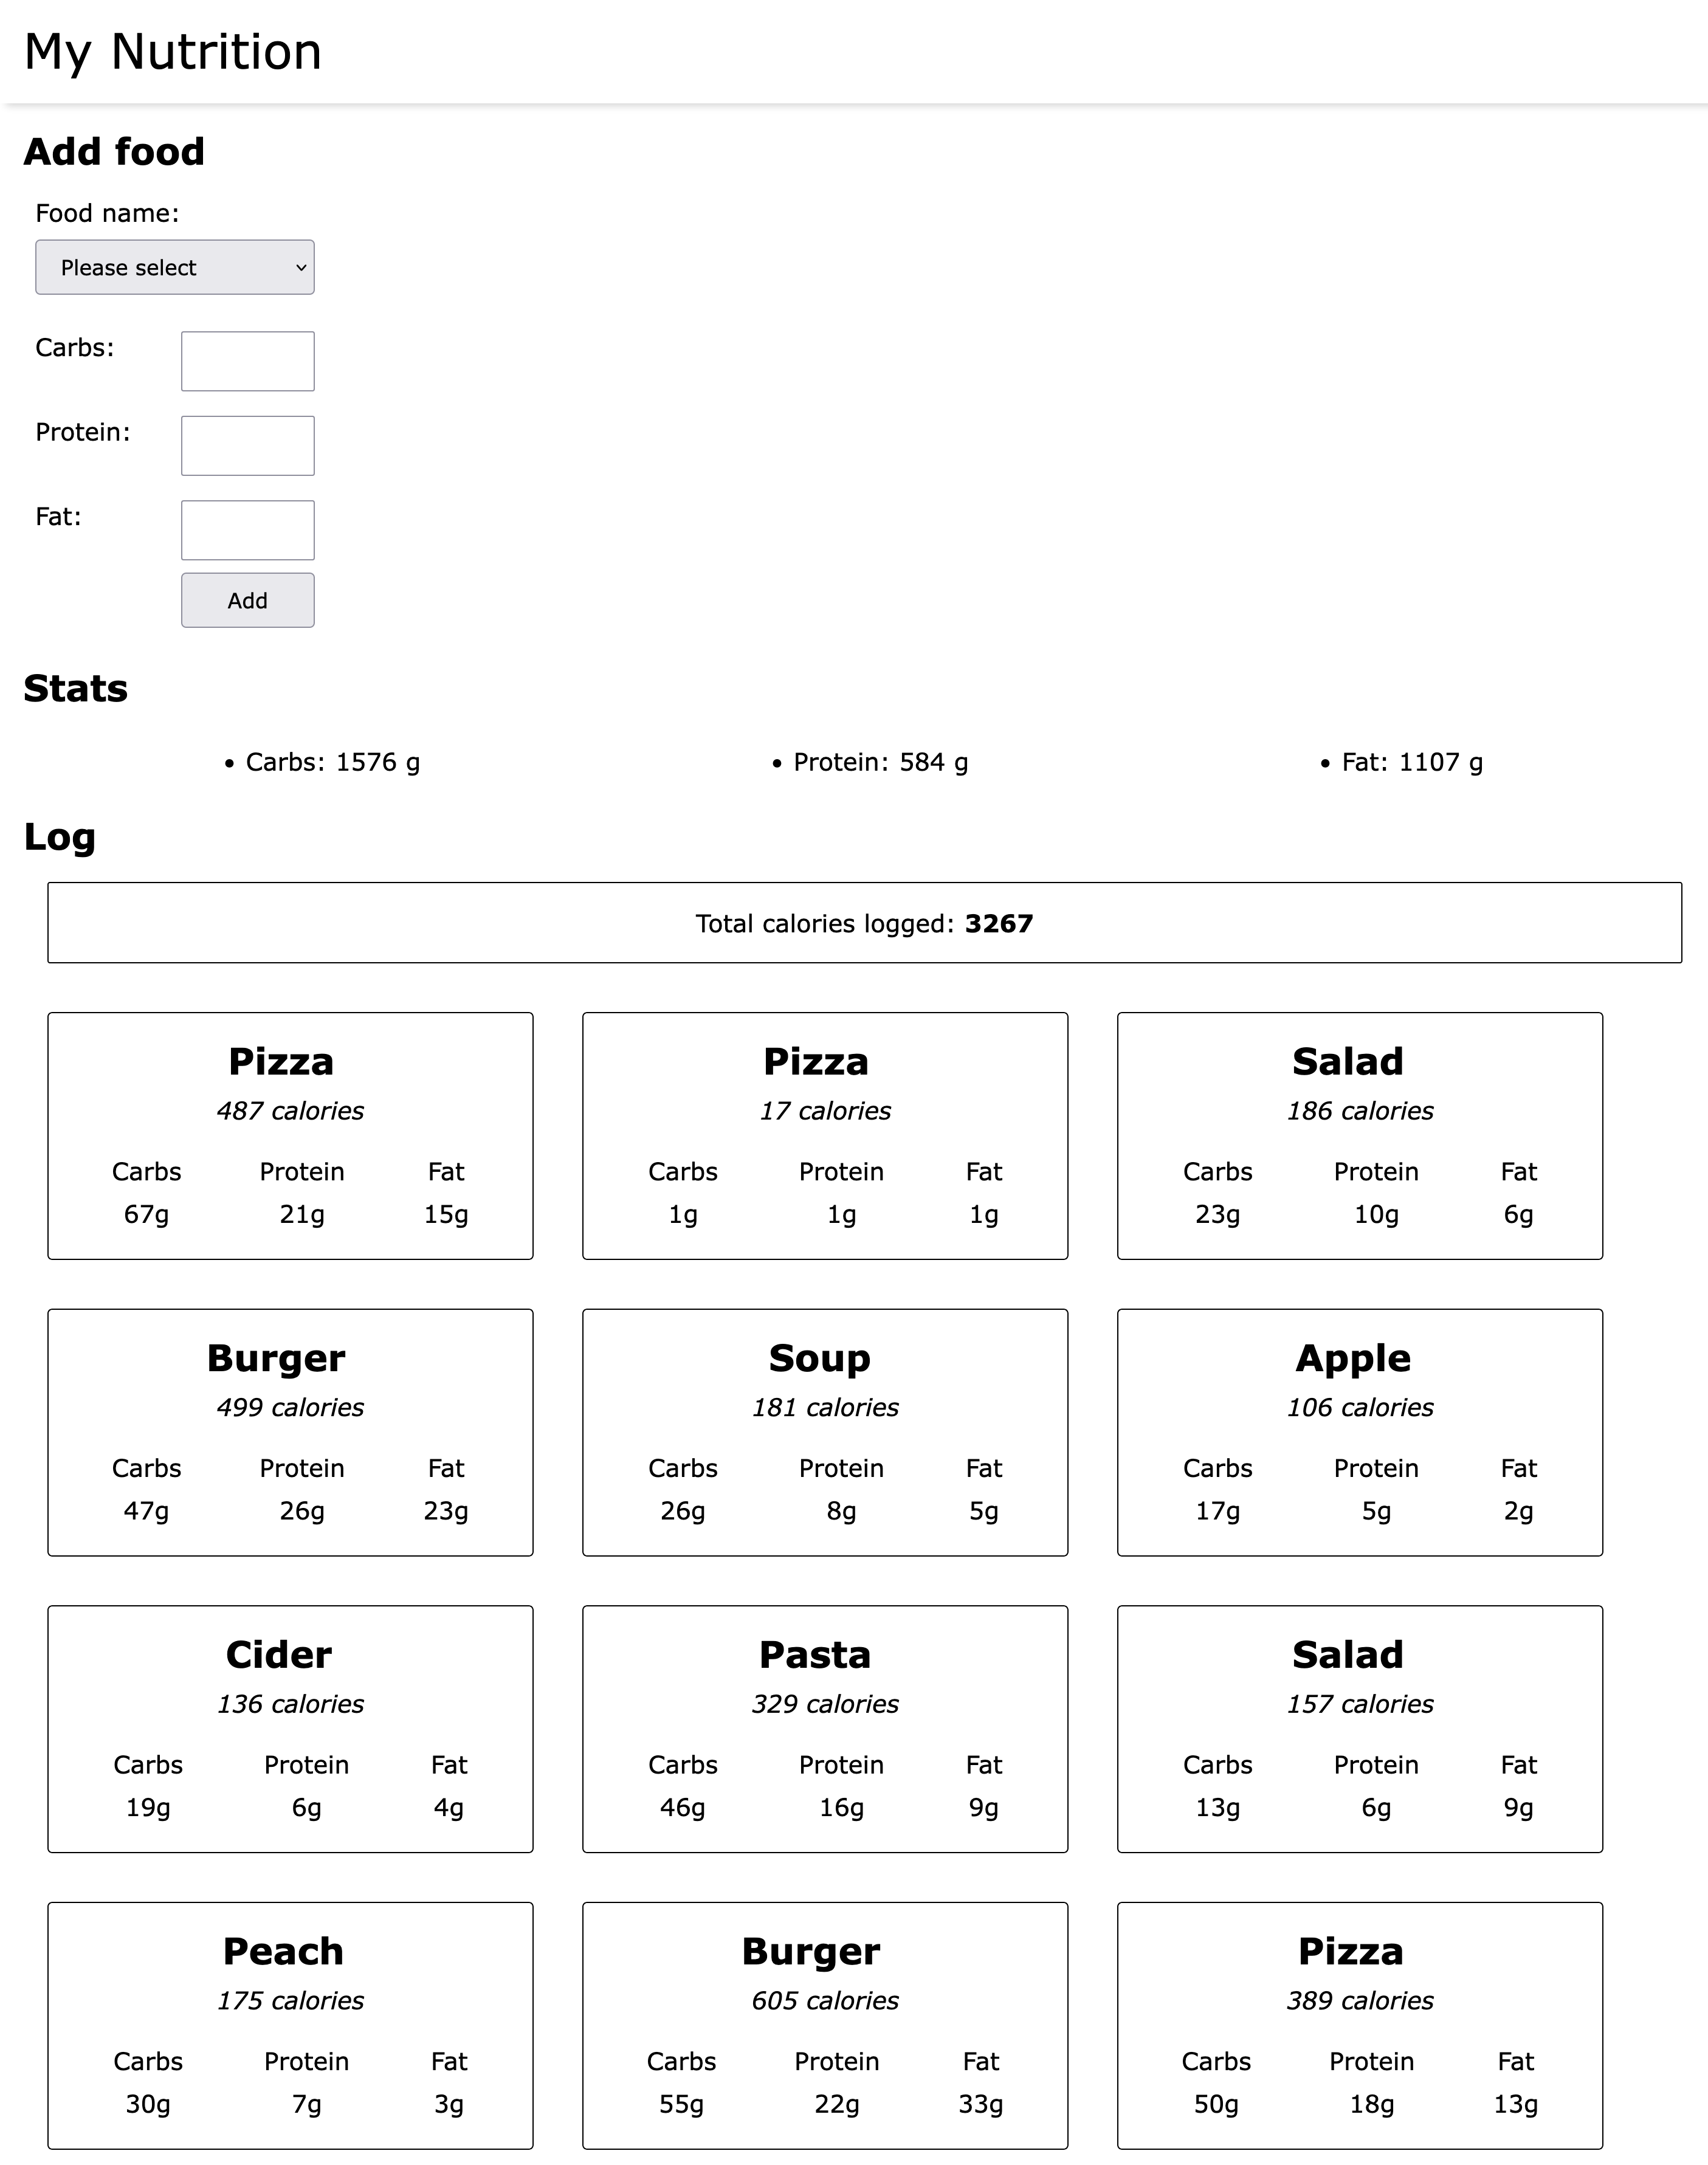 My Nutrition
Add food
Food name:
Please select
Carbs:
Protein:
Fat:
Add
Stats
• Carbs: 1576 g • Protein: 584 g • Fat: 1107 g
Log
Total calories logged: 3267
Pizza Pizza Salad
487 calories 17 calories 186 calories
Carbs Protein Fat Carbs Protein Fat Carbs Protein Fat
67g 21g 15g 1g 1g 1g 23g 10g 6g
Burger Soup Apple
499 calories 181 calories 106 calories
Carbs Protein Fat Carbs Protein Fat Carbs Protein Fat
47g 26g 23g 26g 8g 5g 17g 5g 2g
Cider Pasta Salad
136 calories 329 calories 157 calories
Carbs Protein Fat Carbs Protein Fat Carbs Protein Fat
19g 6g 4g 46g 16g 9g 13g 6g 9g
Peach Burger Pizza
175 calories 605 calories 389 calories
Carbs Protein Fat Carbs Protein Fat Carbs Protein Fat
30g 7g 3g 55g 22g 33g 50g 18g 13g